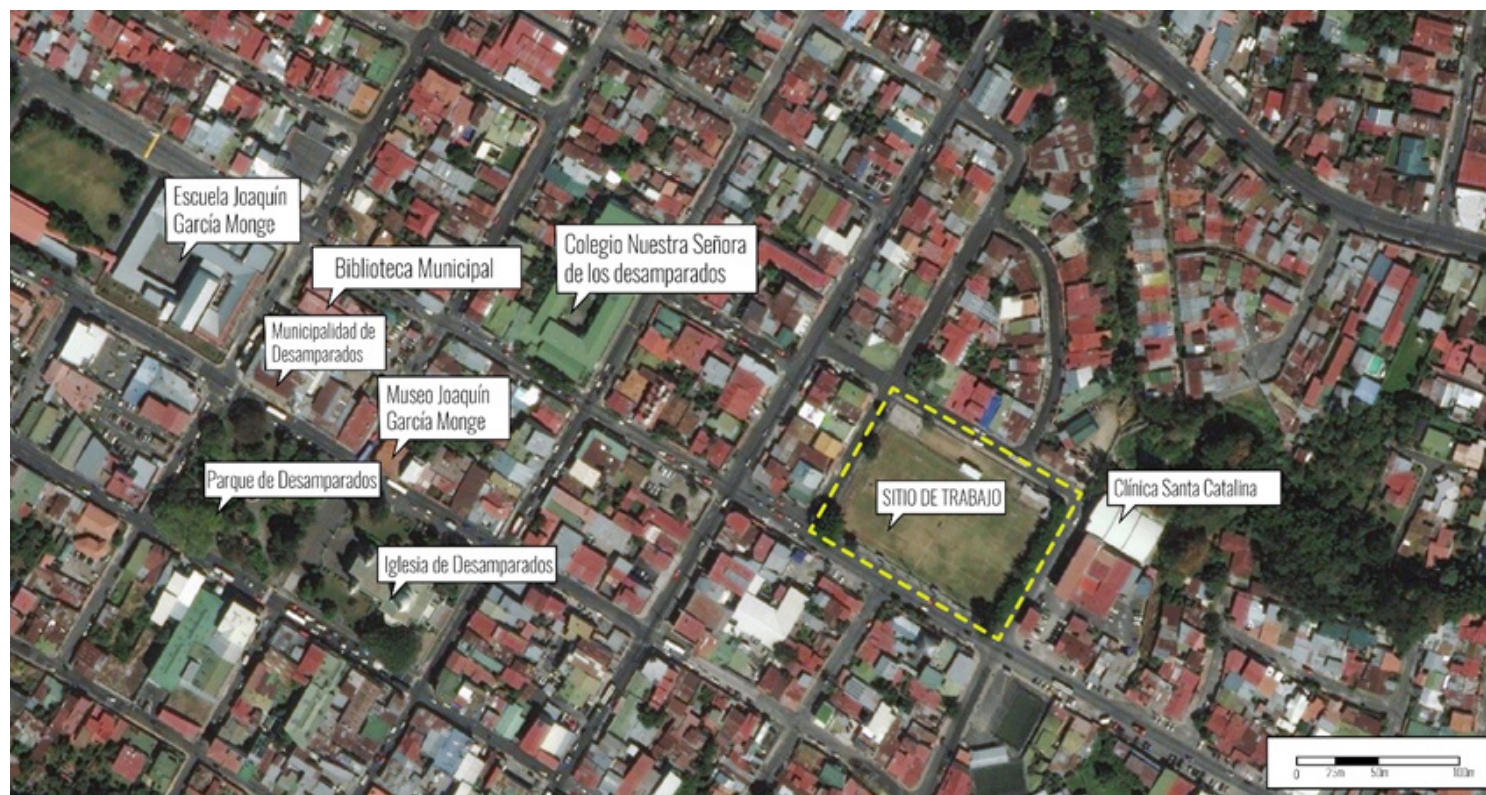 Escuela Joaquín
García Monge
Biblioteca Municipal
Colegio Nuestra Señora
de los desamparados
Municipalidad de
Desamparados
Museo Joaquín
García Monge
Parque de Desamparados
SITIO DE TRABAJO
Clínica Santa Catalina
Iglesia de Desamparados
0 25m 50m 100m